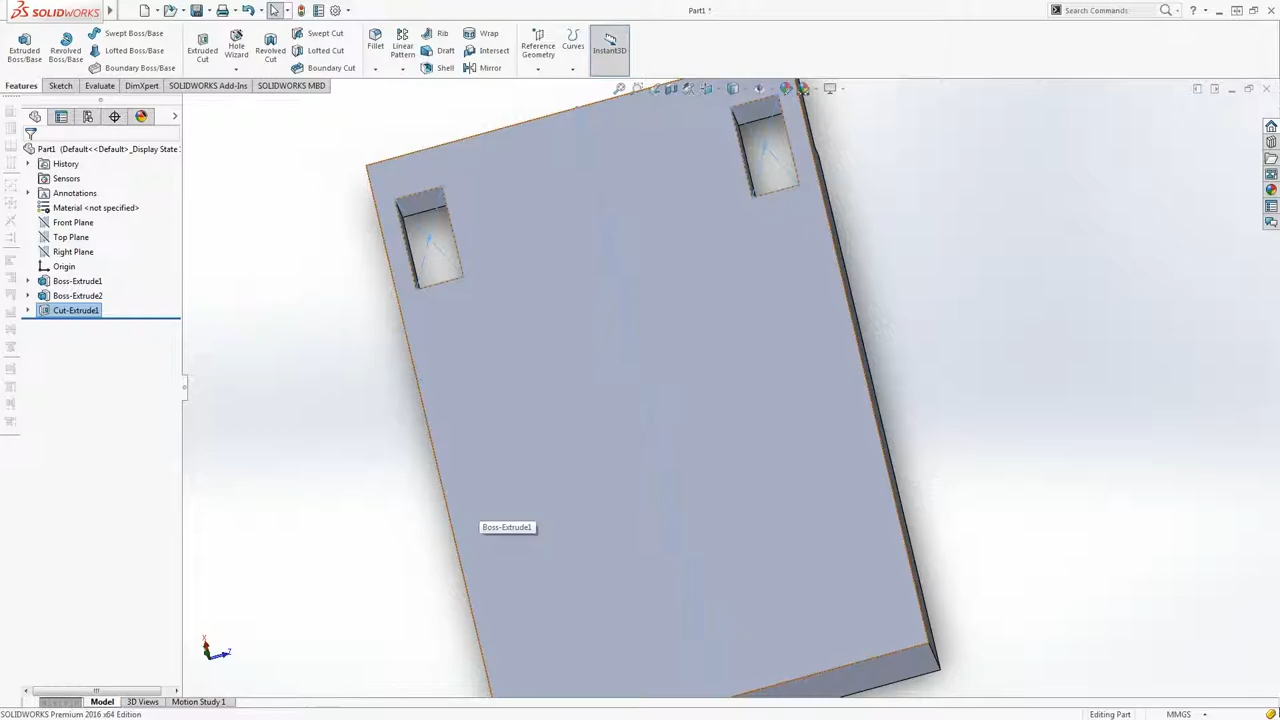 SOLIDWORKS
Part1 *
Search Commands
Extruded Boss/Base
Revolved Boss/Base
Swept Boss/Base
Lofted Boss/Base
Boundary Boss/Base
Extruded Cut
Hole Wizard
Revolved Cut
Swept Cut
Lofted Cut
Boundary Cut
Fillet
Linear Pattern
Rib
Draft
Shell
Wrap
Intersect
Mirror
Reference Geometry
Curves
Instant3D
Features
Sketch
Evaluate
DimXpert
SOLIDWORKS Add-Ins
SOLIDWORKS MBD
Part1 (Default<<Default>_Display State
History
Sensors
Annotations
Material <not specified>
Front Plane
Top Plane
Right Plane
Origin
Boss-Extrude1
Boss-Extrude2
Cut-Extrude1
Boss-Extrude1
X
Z
Model
3D Views
Motion Study 1
SOLIDWORKS Premium 2016 x64 Edition
Editing Part
MMGS